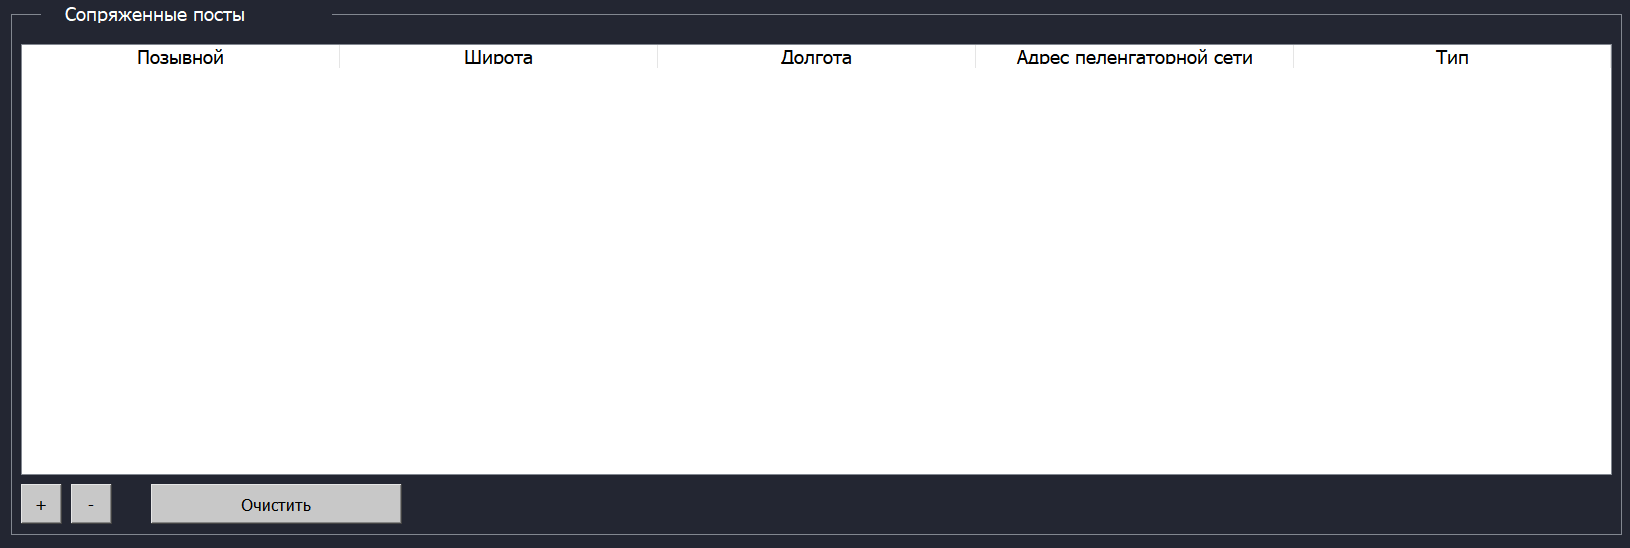 Сопряженные посты
Позывной Широта Долгота Адрес пеленгаторной сети Тип
+ - Очистить